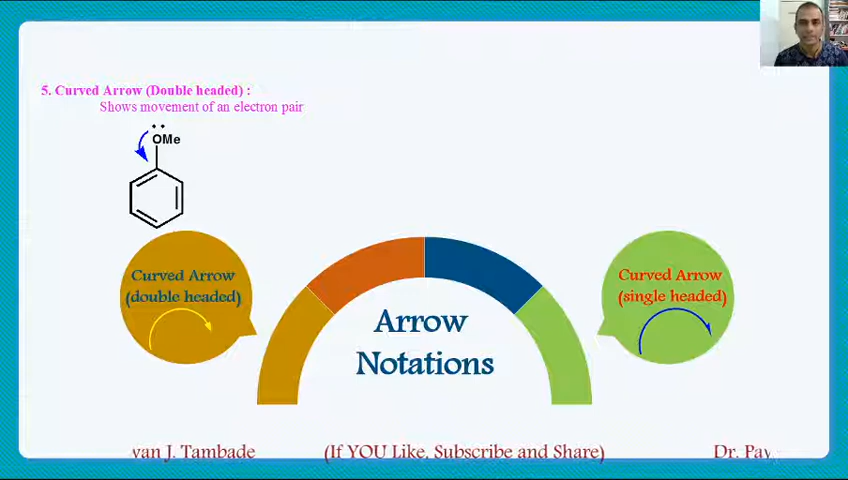 5. Curved Arrow (Double headed) :
Shows movement of an electron pair
OMe
Curved Arrow
(double headed)
Arrow
Notations
Curved Arrow
(single headed)
van J. Tambade (If YOU Like, Subscribe and Share) Dr. Pav